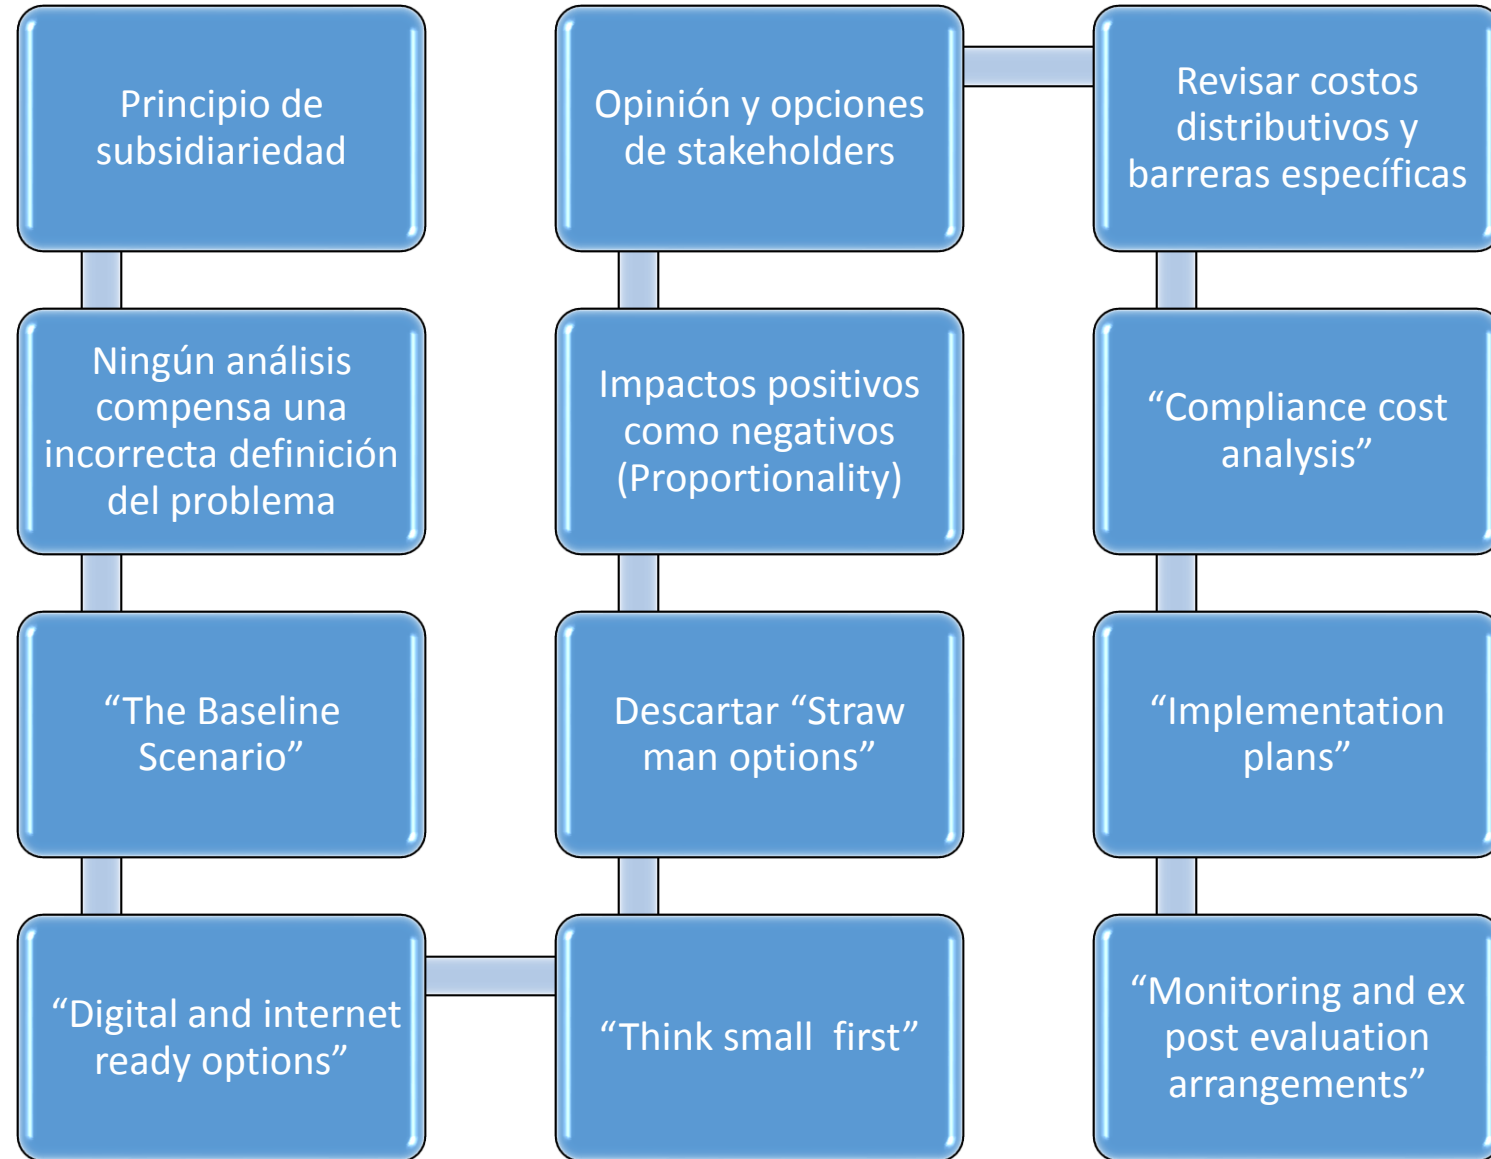 Principio de
subsidiariedad
Ningún análisis
compensa una
incorrecta definición
del problema
“The Baseline
Scenario”
“Digital and internet
ready options”
“Think small  first”
Descartar “Straw
man options”
Impactos positivos
como negativos
(Proportionality)
Opinión y opciones
de stakeholders
Revisar costos
distributivos y
barreras específicas
“Compliance cost
analysis”
“Implementation
plans”
“Monitoring and ex
post evaluation
arrangements”